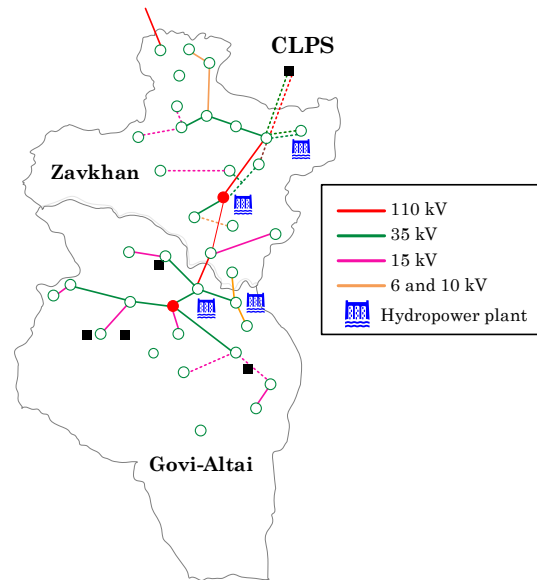 CLPS
Zavkhan
110 kV
35 kV
15 kV
6 and 10 kV
Hydropower plant
Govi-Altai